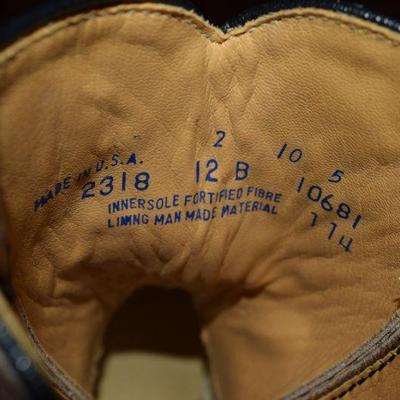 2 10 5
MADE IN U.S.A.
2318 12 B 10681
INNERSOLE FORTIFIED FIBRE
LINING MAN MADE MATERIAL 114